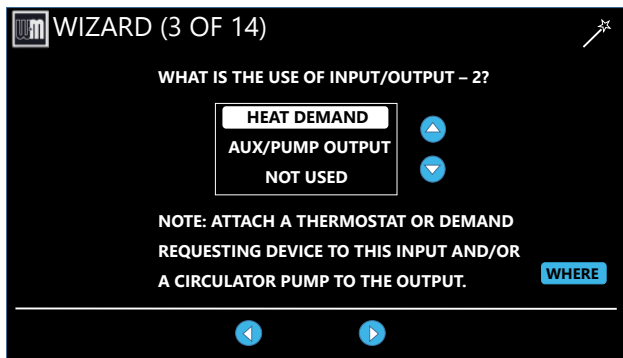 WM WIZARD (3 OF 14)
WHAT IS THE USE OF INPUT/OUTPUT – 2?
HEAT DEMAND
AUX/PUMP OUTPUT
NOT USED
NOTE: ATTACH A THERMOSTAT OR DEMAND
REQUESTING DEVICE TO THIS INPUT AND/OR
A CIRCULATOR PUMP TO THE OUTPUT.
WHERE